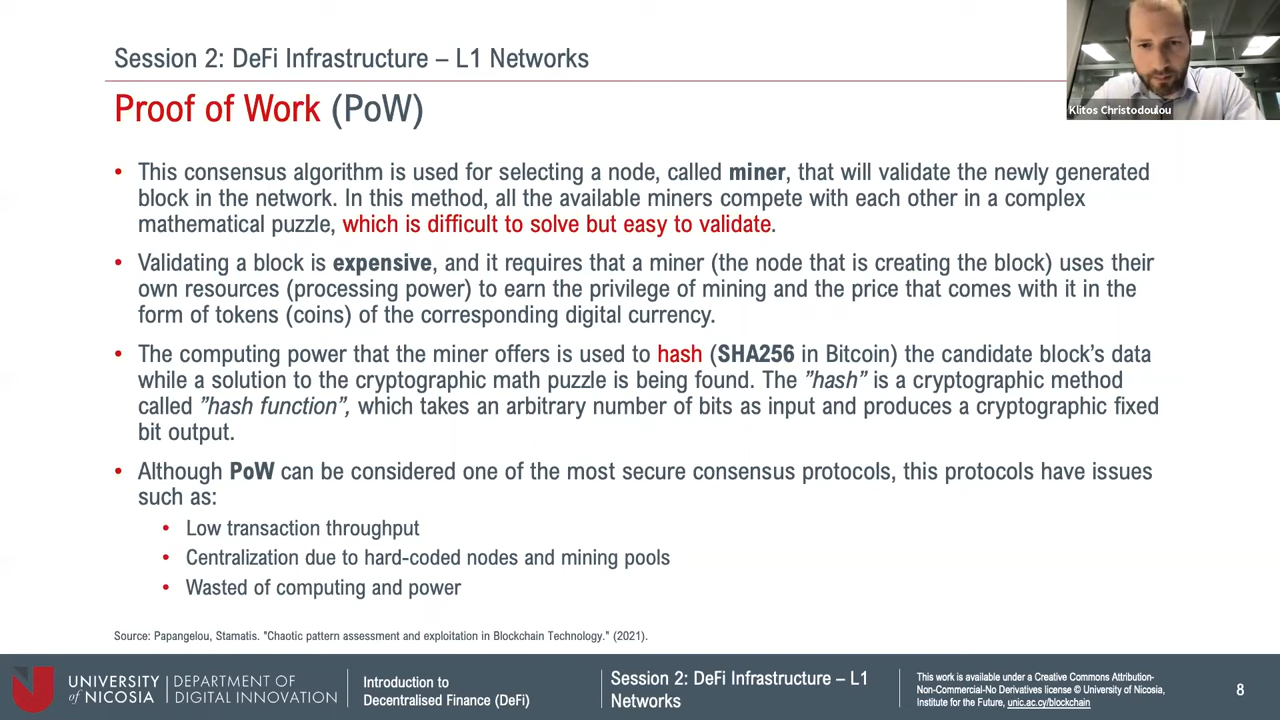 Session 2: DeFi Infrastructure – L1 Networks
Klitos Christodoulou
Proof of Work (PoW)
• This consensus algorithm is used for selecting a node, called miner, that will validate the newly generated
block in the network. In this method, all the available miners compete with each other in a complex
mathematical puzzle, which is difficult to solve but easy to validate.
• Validating a block is expensive, and it requires that a miner (the node that is creating the block) uses their
own resources (processing power) to earn the privilege of mining and the price that comes with it in the
form of tokens (coins) of the corresponding digital currency.
• The computing power that the miner offers is used to hash (SHA256 in Bitcoin) the candidate block's data
while a solution to the cryptographic math puzzle is being found. The "hash" is a cryptographic method
called "hash function", which takes an arbitrary number of bits as input and produces a cryptographic fixed
bit output.
• Although PoW can be considered one of the most secure consensus protocols, this protocols have issues
such as:
• Low transaction throughput
• Centralization due to hard-coded nodes and mining pools
• Wasted of computing and power
Source: Papangelou, Stamatis. "Chaotic pattern assessment and exploitation in Blockchain Technology." (2021).
UNIVERSITY
of NICOSIA
DEPARTMENT OF
DIGITAL INNOVATION
Introduction to
Decentralised Finance (DeFi)
Session 2: DeFi Infrastructure – L1
Networks
This work is available under a Creative Commons Attribution-
Non-Commercial-No Derivatives license © University of Nicosia,
Institute for the Future, unic.ac.cy/blockchain
8